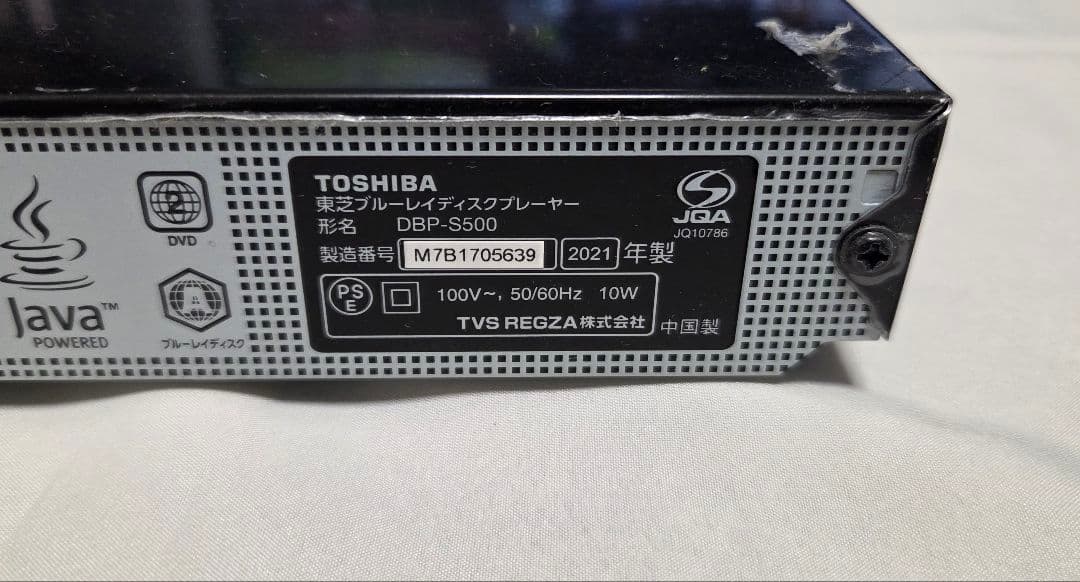 TOSHIBA
東芝ブルーレイディスクプレーヤー
形名 DBP-S500
製造番号 M7B1705639 2021 年製
PS
E
100V~, 50/60Hz 10W
TVS REGZA株式会社
中国製
JQA
JQ10786
2
DVD
Java™
POWERED
A
ブルーレイディスク